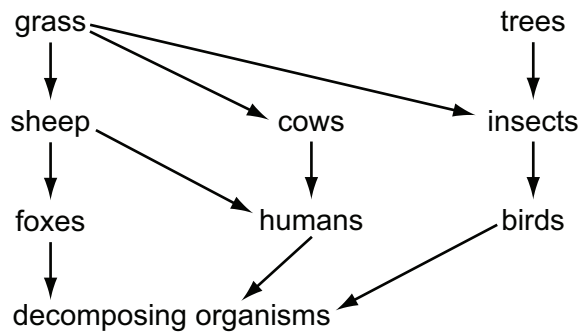 grass trees
sheep cows insects
foxes humans birds
decomposing organisms